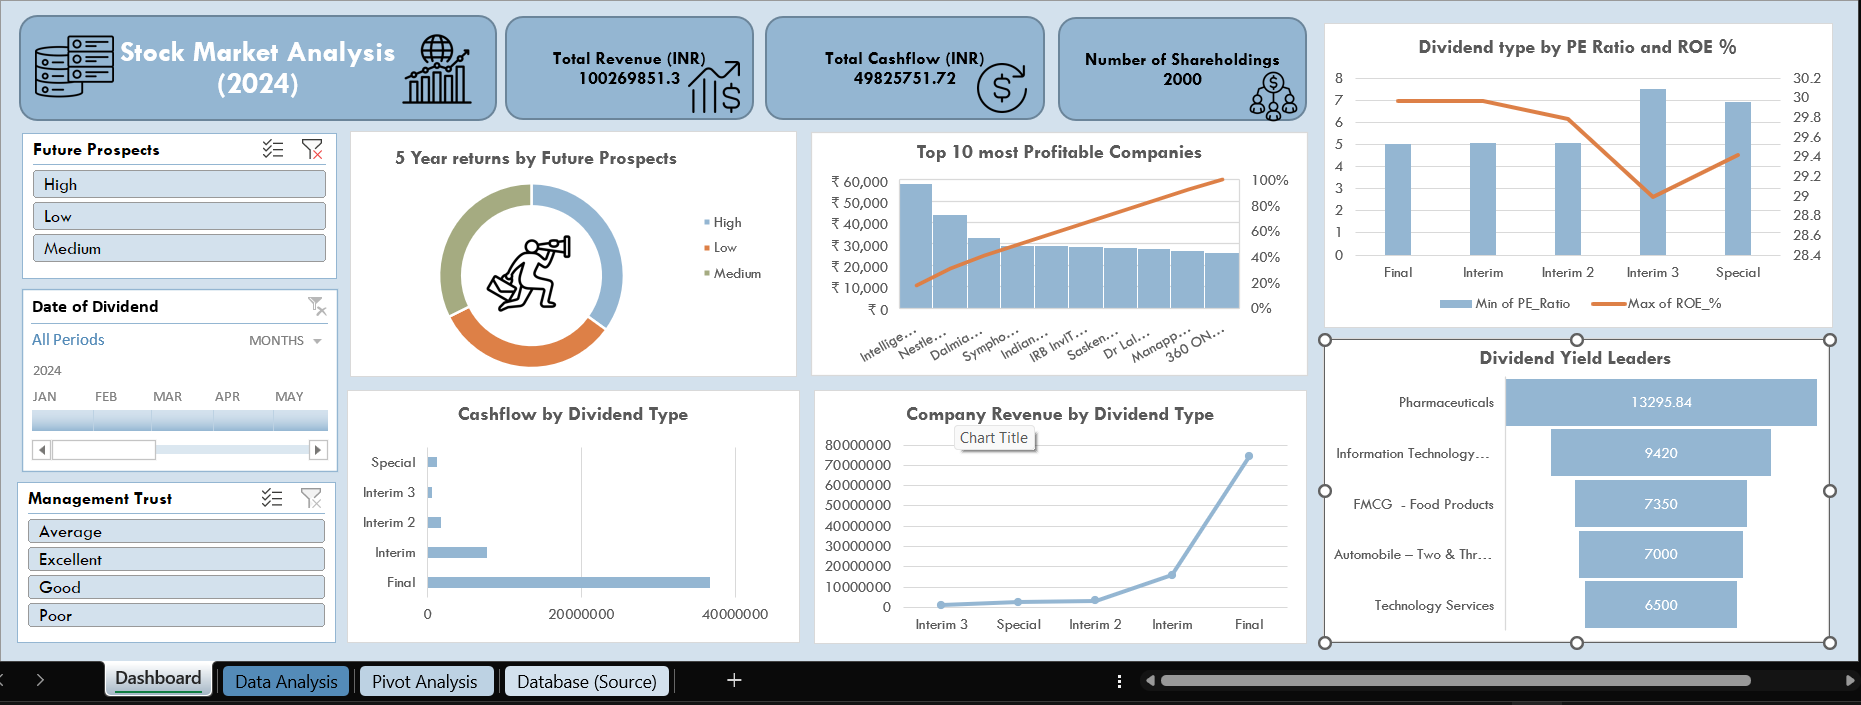 Stock Market Analysis
(2024)
Total Revenue (INR)
100269851.3
Total Cashflow (INR)
49825751.72
Number of Shareholdings
2000
Future Prospects
High
Low
Medium
Date of Dividend
All Periods
MONTHS
2024
JAN FEB MAR APR MAY
Management Trust
Average
Excellent
Good
Poor
5 Year returns by Future Prospects
High
Low
Medium
Top 10 most Profitable Companies
₹ 60,000
₹ 50,000
₹ 40,000
₹ 30,000
₹ 20,000
₹ 10,000
₹ 0
100%
80%
60%
40%
20%
0%
Intellige...
Nestle...
Dalmia...
Sympho...
Indian...
IRB InvIT...
Sasken...
Dr Lal...
Manapp...
360 ON...
Cashflow by Dividend Type
Special
Interim 3
Interim 2
Interim
Final
0 20000000 40000000
Company Revenue by Dividend Type
Chart Title
80000000
70000000
60000000
50000000
40000000
30000000
20000000
10000000
0
Interim 3 Special Interim 2 Interim Final
Dividend type by PE Ratio and ROE %
8
7
6
5
4
3
2
1
0
30.2
30
29.8
29.6
29.4
29.2
29
28.8
28.6
28.4
Final Interim Interim 2 Interim 3 Special
Min of PE_Ratio Max of ROE_%
Dividend Yield Leaders
Pharmaceuticals 13295.84
Information Technology... 9420
FMCG - Food Products 7350
Automobile – Two & Thr... 7000
Technology Services 6500
Dashboard Data Analysis Pivot Analysis Database (Source)